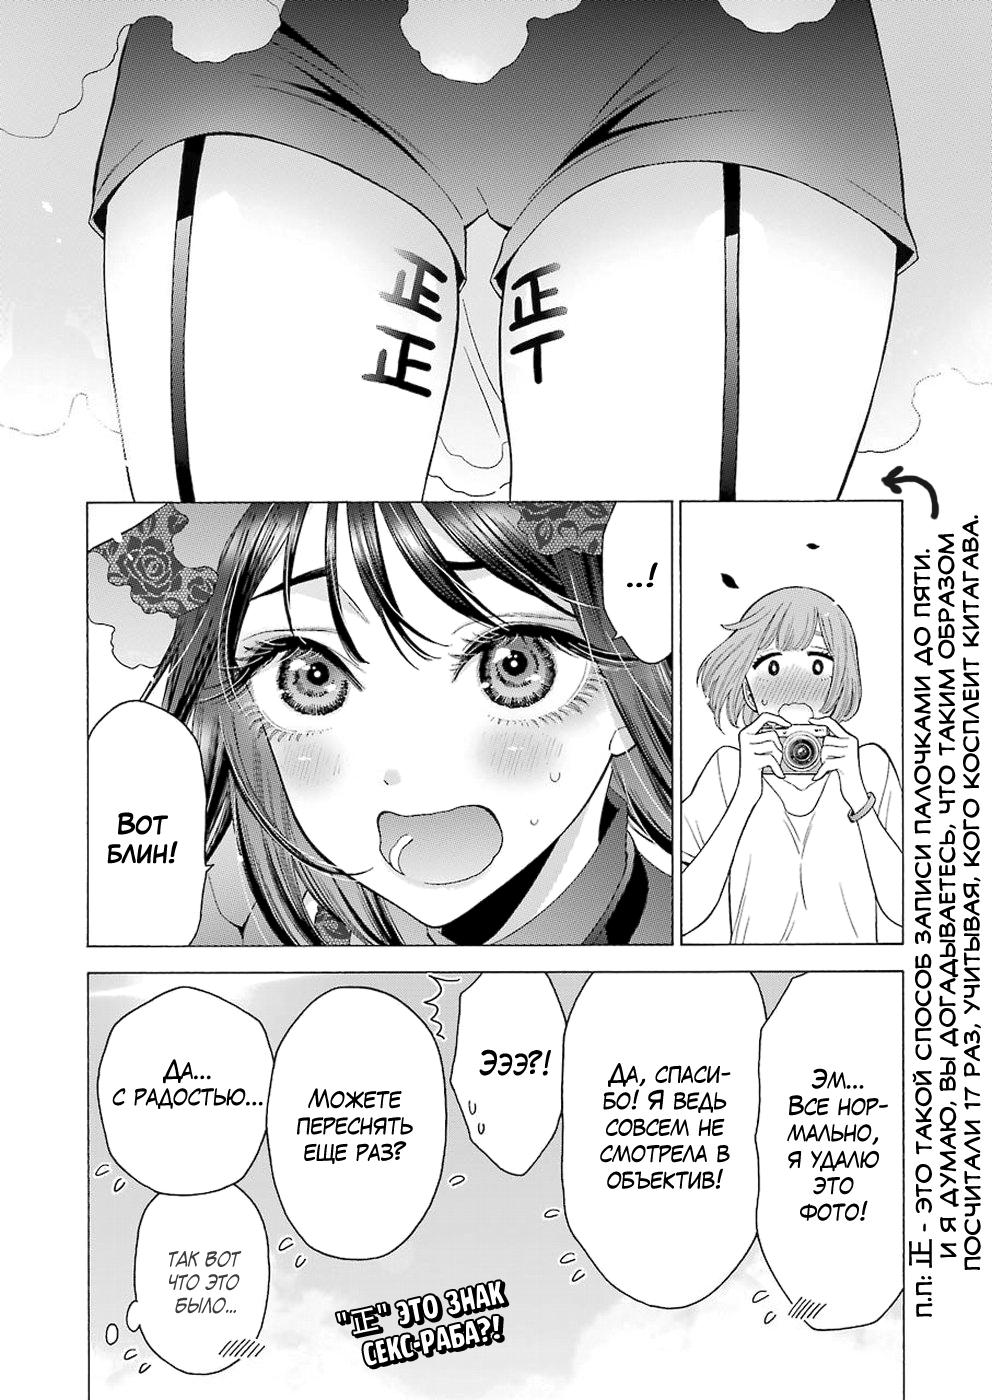 正
正
正
丅
...!
Вот
блин!
Эм...
Все нор-
мально,
я удалю
это
фото!
Да, спаси-
бо! Я ведь
совсем не
смотрела в
объектив!
Эээ?!
Можете
переснять
еще раз?
Да...
с радостью...
так вот
что это
было...
"正" это знак
секс-раба?!
П.П: 正 - это такой способ записи палочками до пяти.
И я думаю, вы догадываетесь, что таким образом
посчитали 17 раз, учитывая, кого косплеит Китагава.